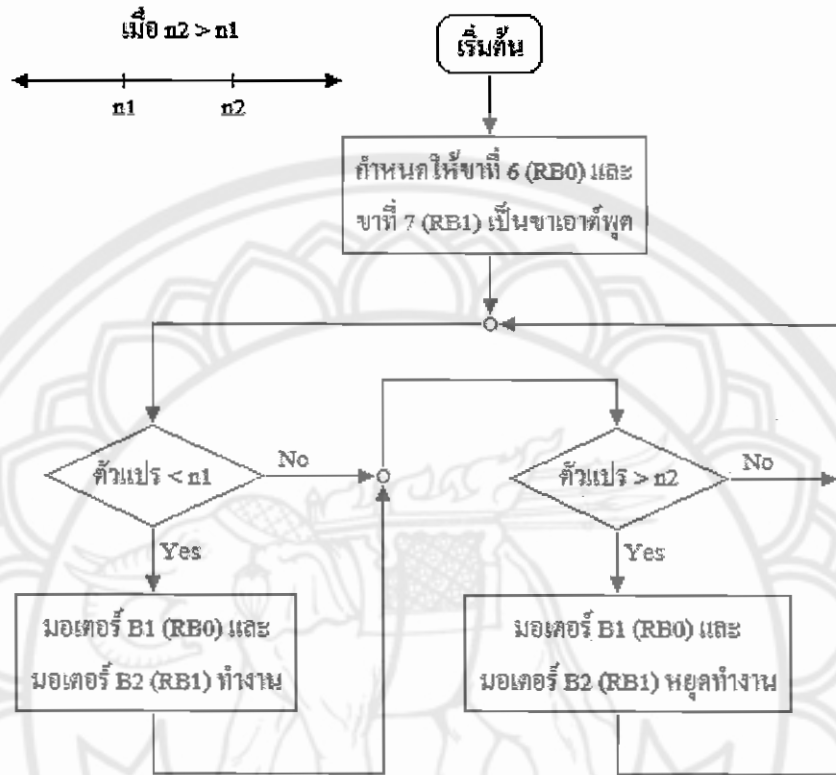 เมื่อ n2 > n1
n1 n2
เริ่มต้น
กำหนดให้ขาที่ 6 (RB0) และ
ขาที่ 7 (RB1) เป็นขาเอาต์พุต
ตัวแปร < n1
No
Yes
มอเตอร์ B1 (RB0) และ
มอเตอร์ B2 (RB1) ทำงาน
ตัวแปร > n2
No
Yes
มอเตอร์ B1 (RB0) และ
มอเตอร์ B2 (RB1) หยุดทำงาน